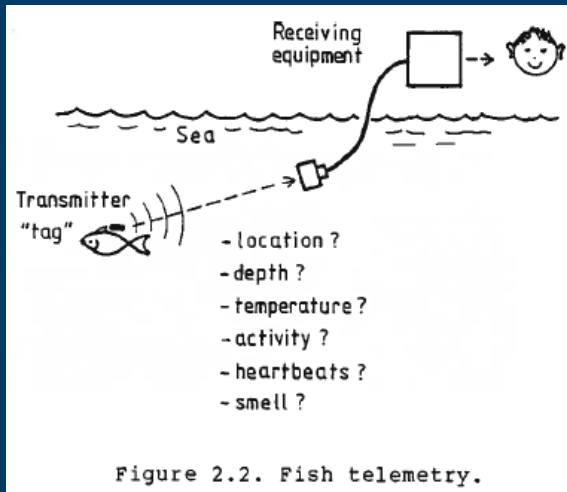 Receiving
equipment
Sea
Transmitter
"tag"
- location ?
- depth ?
- temperature ?
- activity ?
- heartbeats ?
- smell ?
Figure 2.2. Fish telemetry.